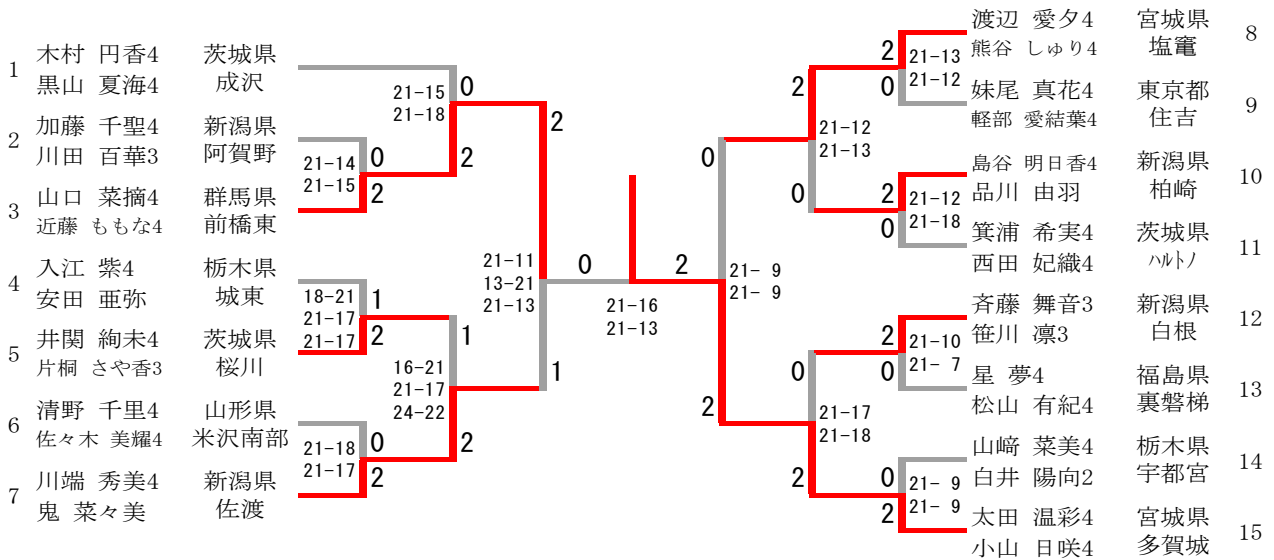 1 木村 円香4 茨城県
黒山 夏海4 成沢
2 加藤 千聖4 新潟県
川田 百華3 阿賀野
3 山口 菜摘4 群馬県
近藤 ももな4 前橋東
4 入江 紫4 栃木県
安田 亜弥 城東
5 井関 絢未4 茨城県
片桐 さや香3 桜川
6 清野 千里4 山形県
佐々木 美耀4 米沢南部
7 川端 秀美4 新潟県
鬼 菜々美 佐渡
0
21-14
21-15
2
21-15
21-18
0
2
18-21
21-17
21-17
1
2
21-18
21-17
0
2
16-21
21-17
24-22
1
2
21-11
13-21
21-13
2
1
0
21-16
21-13
2
0
21- 9
21- 9
2
2
21-12
21-13
0
0
21-17
21-18
2
2
21-13
21-12
0
2
21-12
21-18
0
2
21-10
21- 7
0
0
21- 9
21- 9
2
渡辺 愛夕4 宮城県 8
熊谷 しゅり4 塩竈
妹尾 真花4 東京都 9
軽部 愛結葉4 住吉
島谷 明日香4 新潟県 10
品川 由羽 柏崎
箕浦 希実4 茨城県 11
西田 妃織4 ハルトノ
斉藤 舞音3 新潟県 12
笹川 凛3 白根
星 夢4 福島県 13
松山 有紀4 裏磐梯
山﨑 菜美4 栃木県 14
白井 陽向2 宇都宮
太田 温彩4 宮城県 15
小山 日咲4 多賀城